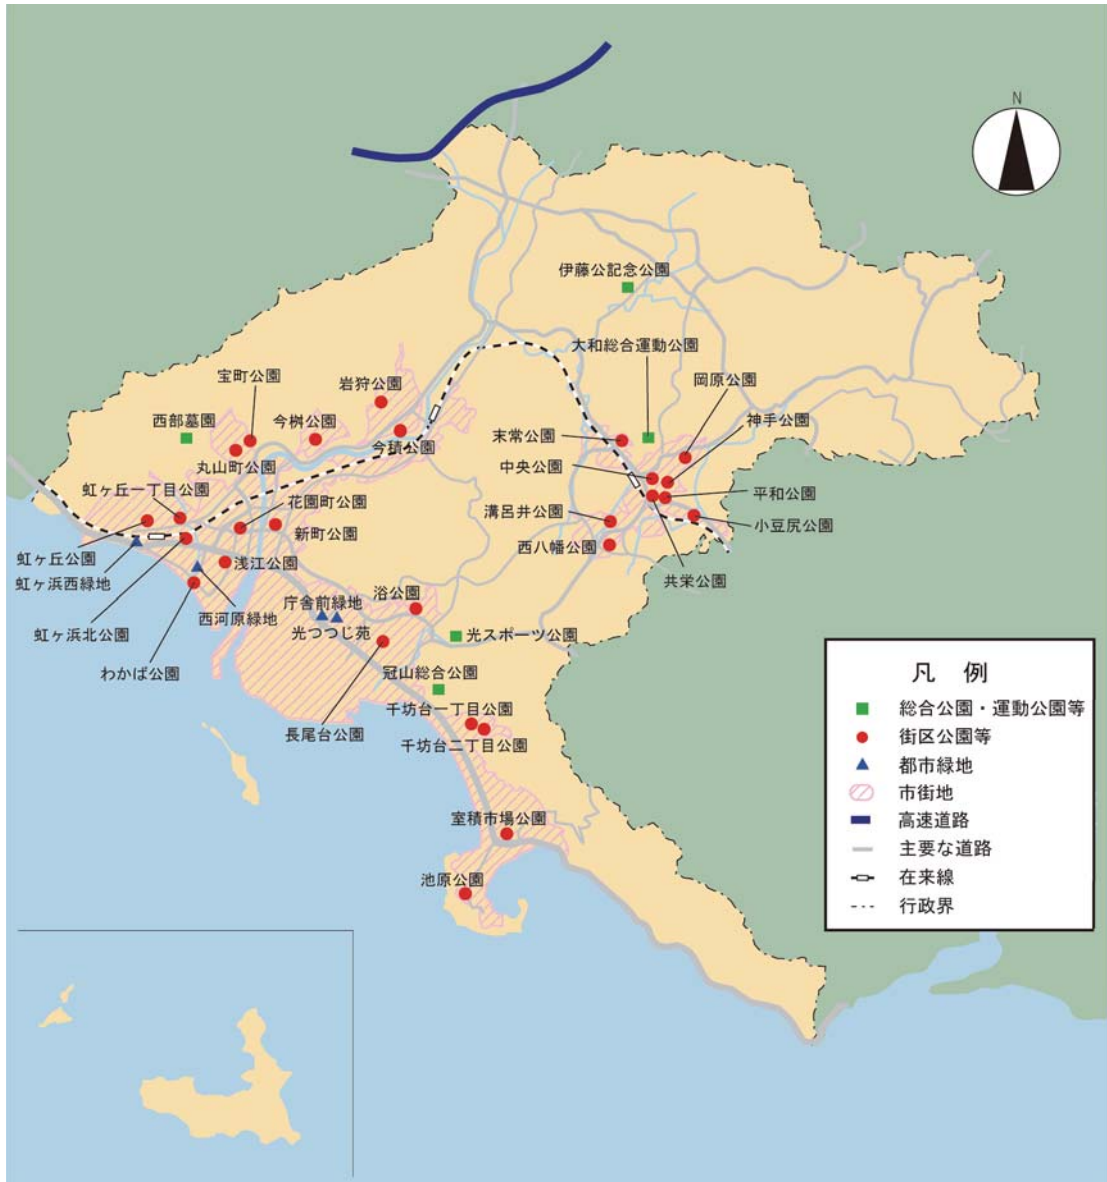 N
伊藤公記念公園
大和総合運動公園
宝町公園
岩狩公園
岡原公園
西部墓園
今桝公園
末常公園
神手公園
今積公園
丸山町公園
中央公園
虹ヶ丘一丁目公園
花園町公園
平和公園
溝呂井公園
新町公園
小豆尻公園
西八幡公園
虹ヶ丘公園
浅江公園
虹ヶ浜西緑地
共栄公園
浴公園
庁舎前緑地
西河原緑地
虹ヶ浜北公園
光つつじ苑
光スポーツ公園
わかば公園
冠山総合公園
千坊台一丁目公園
長尾台公園
千坊台二丁目公園
室積市場公園
池原公園
凡 例
総合公園・運動公園等
街区公園等
都市緑地
市街地
高速道路
主要な道路
在来線
行政界